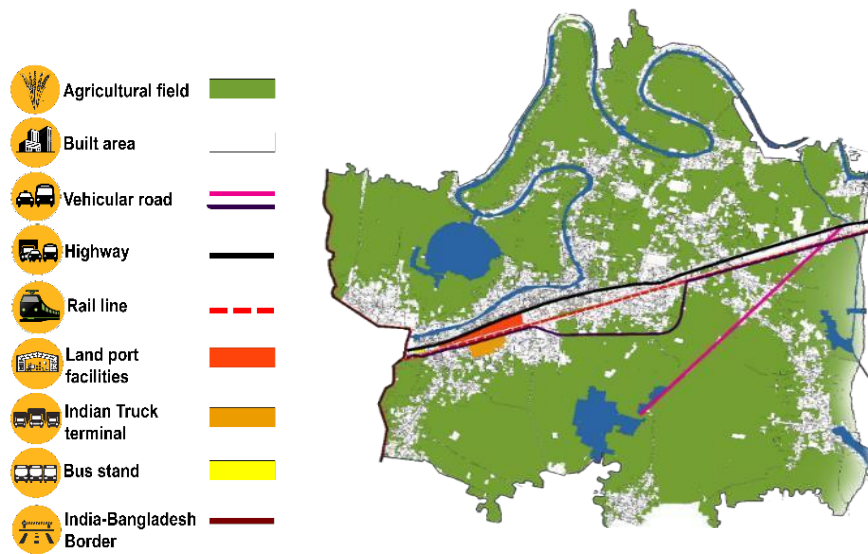 Agricultural field
Built area
Vehicular road
Highway
Rail line
Land port
facilities
Indian Truck
terminal
Bus stand
India-Bangladesh
Border